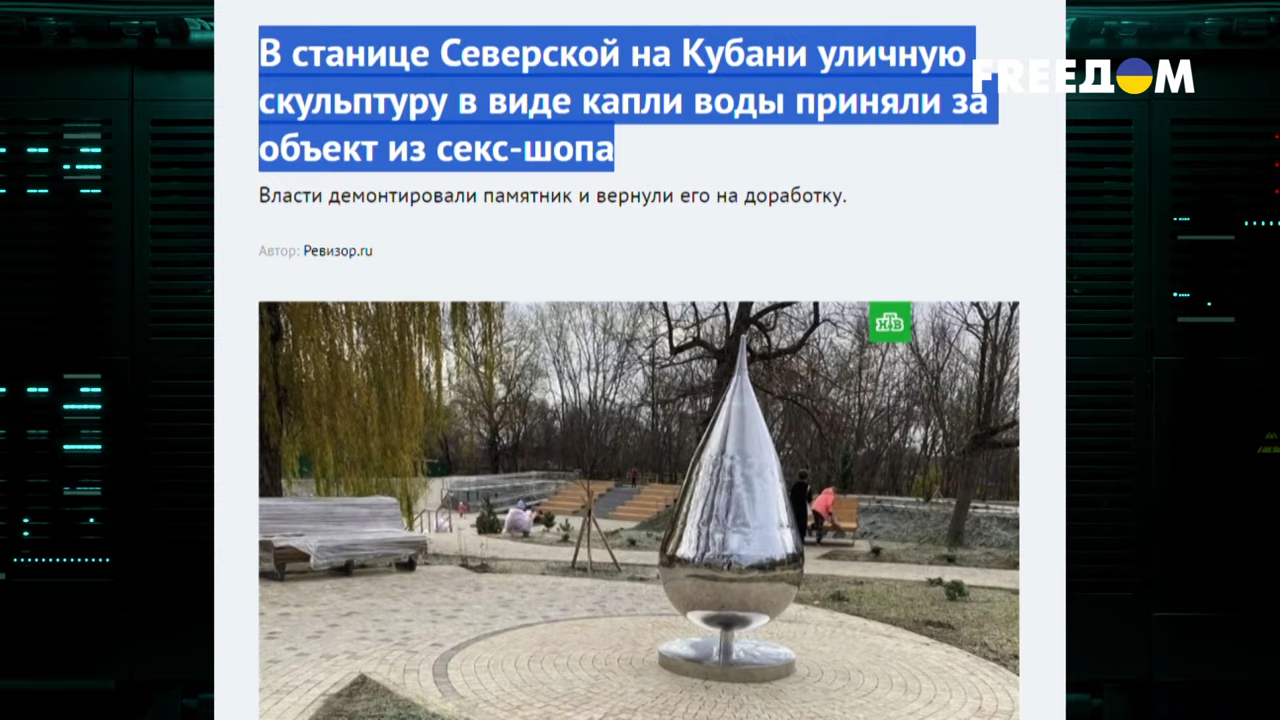 В станице Северской на Кубани уличную
скульптуру в виде капли воды приняли за
объект из секс-шопа
FREEДOM
Власти демонтировали памятник и вернули его на доработку.
Автор: Ревизор.ru
НТВ